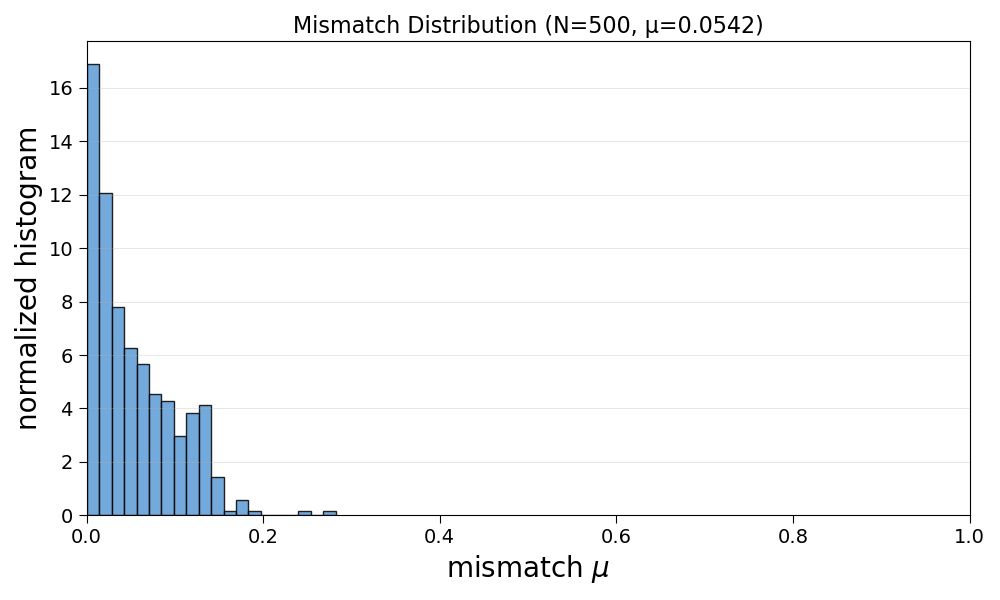 Mismatch Distribution (N=500, μ=0.0542)
normalized histogram
16
14
12
10
8
6
4
2
0
0.0 0.2 0.4 0.6 0.8 1.0
mismatch μ